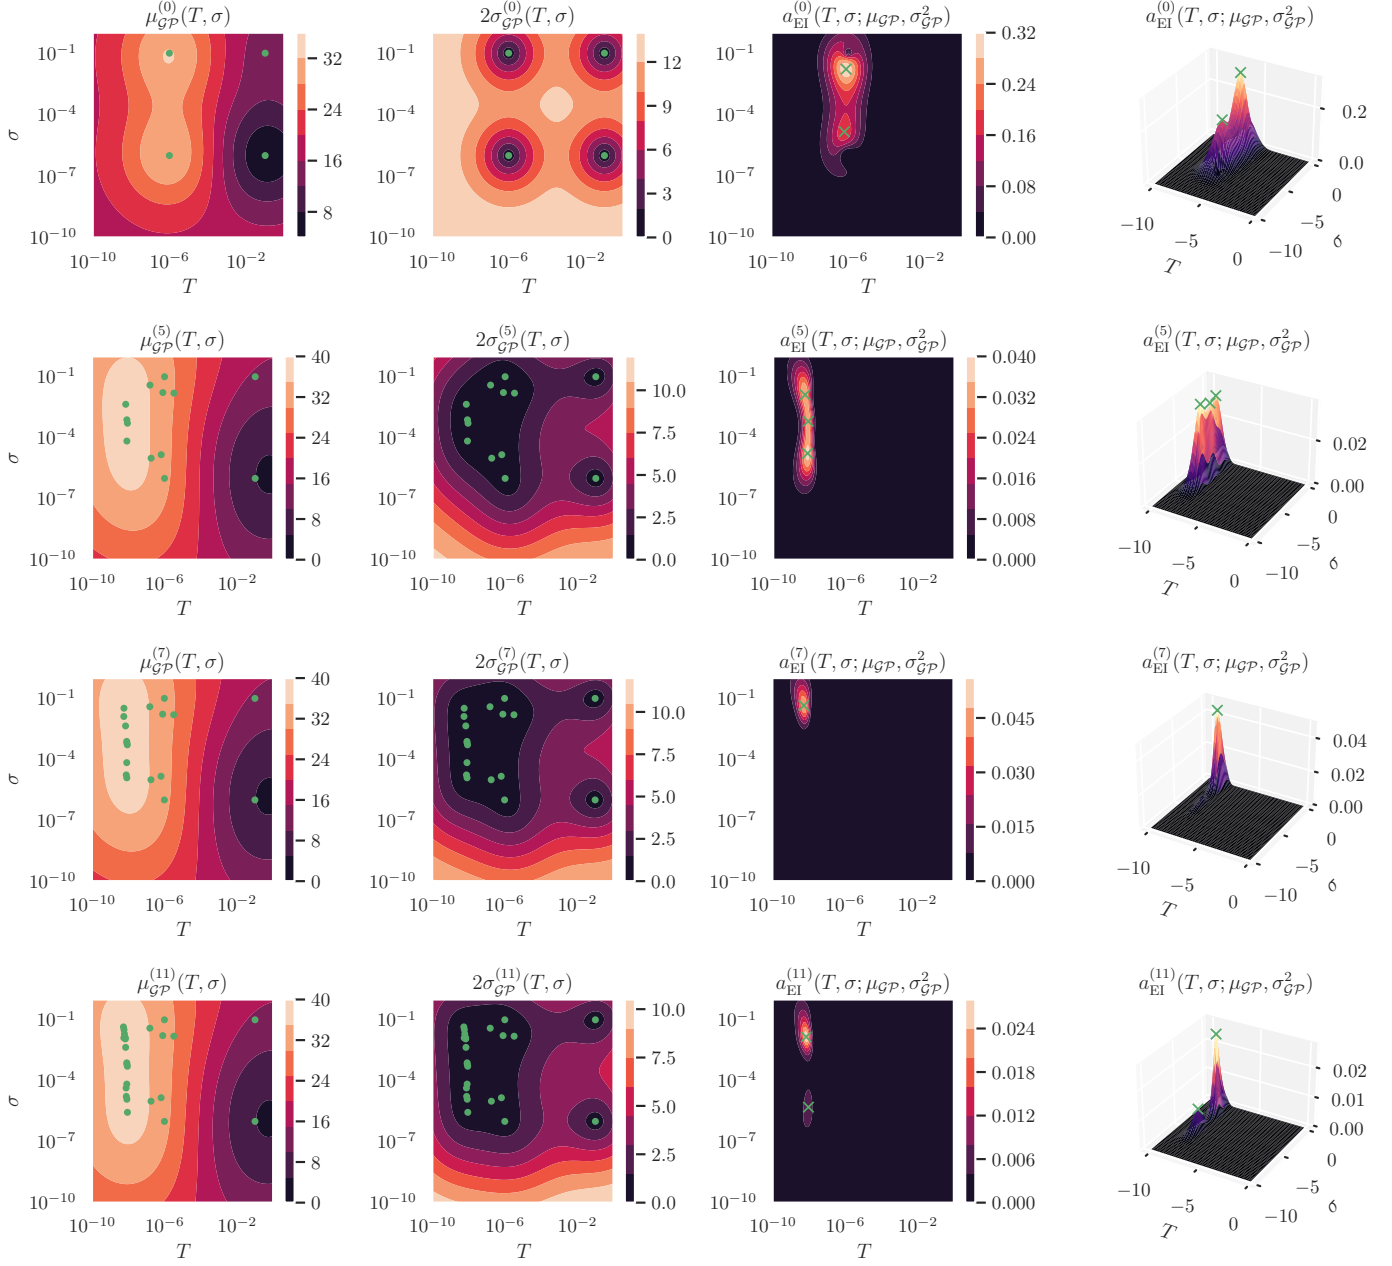 μ_GP^(0)(T, σ) 2σ_GP^(0)(T, σ) a_EI^(0)(T, σ; μ_GP, σ²_GP) a_EI^(0)(T, σ; μ_GP, σ²_GP)
σ 10⁻¹ 10⁻⁴ 10⁻⁷ 10⁻¹⁰
10⁻¹⁰ 10⁻⁶ 10⁻²
T
32 24 16 8
10⁻¹ 10⁻⁴ 10⁻⁷ 10⁻¹⁰
10⁻¹⁰ 10⁻⁶ 10⁻²
T
12 9 6 3 0
10⁻¹ 10⁻⁴ 10⁻⁷ 10⁻¹⁰
10⁻¹⁰ 10⁻⁶ 10⁻²
T
0.32 0.24 0.16 0.08 0.00
0.2 0.0
−10 −5 0
T
−10 −5 0
σ
μ_GP^(5)(T, σ) 2σ_GP^(5)(T, σ) a_EI^(5)(T, σ; μ_GP, σ²_GP) a_EI^(5)(T, σ; μ_GP, σ²_GP)
σ 10⁻¹ 10⁻⁴ 10⁻⁷ 10⁻¹⁰
10⁻¹⁰ 10⁻⁶ 10⁻²
T
40 32 24 16 8 0
10⁻¹ 10⁻⁴ 10⁻⁷ 10⁻¹⁰
10⁻¹⁰ 10⁻⁶ 10⁻²
T
10.0 7.5 5.0 2.5 0.0
10⁻¹ 10⁻⁴ 10⁻⁷ 10⁻¹⁰
10⁻¹⁰ 10⁻⁶ 10⁻²
T
0.040 0.032 0.024 0.016 0.008 0.000
0.02 0.00
−10 −5 0
T
−10 −5 0
σ
μ_GP^(7)(T, σ) 2σ_GP^(7)(T, σ) a_EI^(7)(T, σ; μ_GP, σ²_GP) a_EI^(7)(T, σ; μ_GP, σ²_GP)
σ 10⁻¹ 10⁻⁴ 10⁻⁷ 10⁻¹⁰
10⁻¹⁰ 10⁻⁶ 10⁻²
T
40 32 24 16 8 0
10⁻¹ 10⁻⁴ 10⁻⁷ 10⁻¹⁰
10⁻¹⁰ 10⁻⁶ 10⁻²
T
10.0 7.5 5.0 2.5 0.0
10⁻¹ 10⁻⁴ 10⁻⁷ 10⁻¹⁰
10⁻¹⁰ 10⁻⁶ 10⁻²
T
0.045 0.030 0.015 0.000
0.04 0.02 0.00
−10 −5 0
T
−10 −5 0
σ
μ_GP^(11)(T, σ) 2σ_GP^(11)(T, σ) a_EI^(11)(T, σ; μ_GP, σ²_GP) a_EI^(11)(T, σ; μ_GP, σ²_GP)
σ 10⁻¹ 10⁻⁴ 10⁻⁷ 10⁻¹⁰
10⁻¹⁰ 10⁻⁶ 10⁻²
T
40 32 24 16 8 0
10⁻¹ 10⁻⁴ 10⁻⁷ 10⁻¹⁰
10⁻¹⁰ 10⁻⁶ 10⁻²
T
10.0 7.5 5.0 2.5 0.0
10⁻¹ 10⁻⁴ 10⁻⁷ 10⁻¹⁰
10⁻¹⁰ 10⁻⁶ 10⁻²
T
0.024 0.018 0.012 0.006 0.000
0.02 0.01 0.00
−10 −5 0
T
−10 −5 0
σ